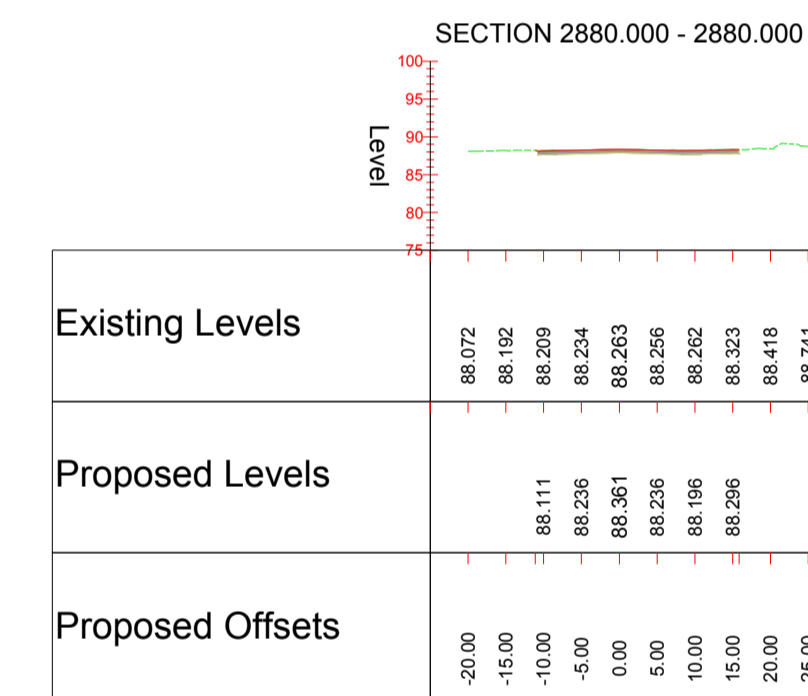 SECTION 2880.000 - 2880.000
100
95
90
85
80
75
Level
Existing Levels
88.072 88.192 88.209 88.234 88.263 88.256 88.262 88.323 88.418
Proposed Levels
88.111 88.236 88.361 88.236 88.196 88.296
Proposed Offsets
-20.00 -15.00 -10.00 -5.00 0.00 5.00 10.00 15.00 20.00